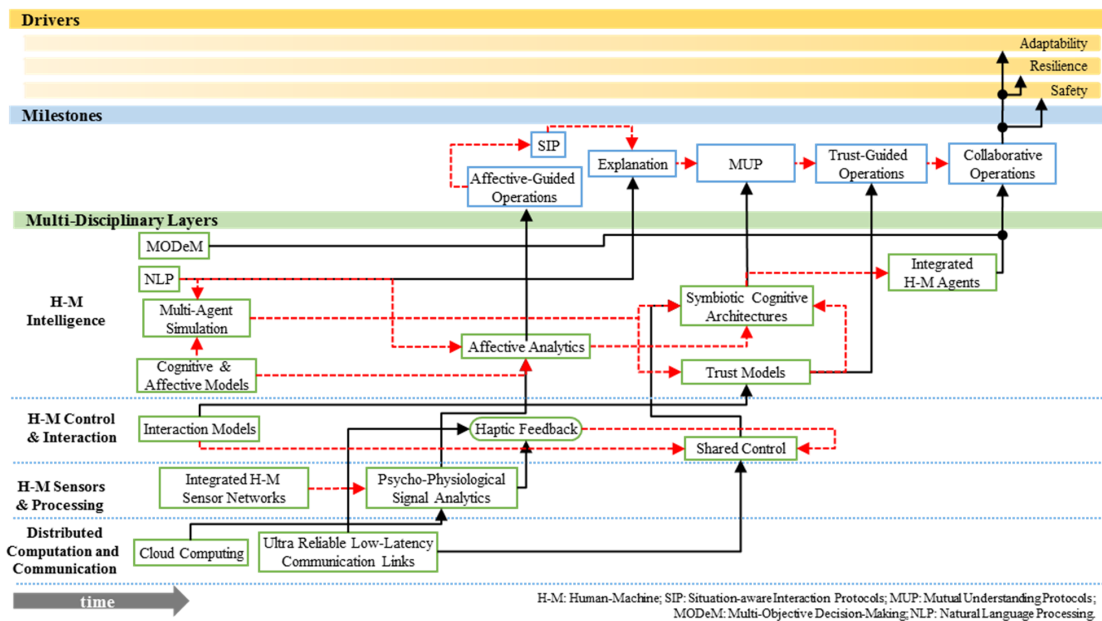 Drivers
Adaptability
Resilience
Safety
Milestones
SIP
Explanation
MUP
Trust-Guided
Operations
Collaborative
Operations
Affective-Guided
Operations
Multi-Disciplinary Layers
MODeM
NLP
Integrated
H-M Agents
H-M
Intelligence
Multi-Agent
Simulation
Symbiotic Cognitive
Architectures
Affective Analytics
Cognitive &
Affective Models
Trust Models
H-M Control
& Interaction
Interaction Models
Haptic Feedback
Shared Control
H-M Sensors
& Processing
Integrated H-M
Sensor Networks
Psycho-Physiological
Signal Analytics
Distributed
Computation and
Communication
Cloud Computing
Ultra Reliable Low-Latency
Communication Links
time
H-M: Human-Machine; SIP: Situation-aware Interaction Protocols; MUP: Mutual Understanding Protocols;
MODeM: Multi-Objective Decision-Making; NLP: Natural Language Processing.